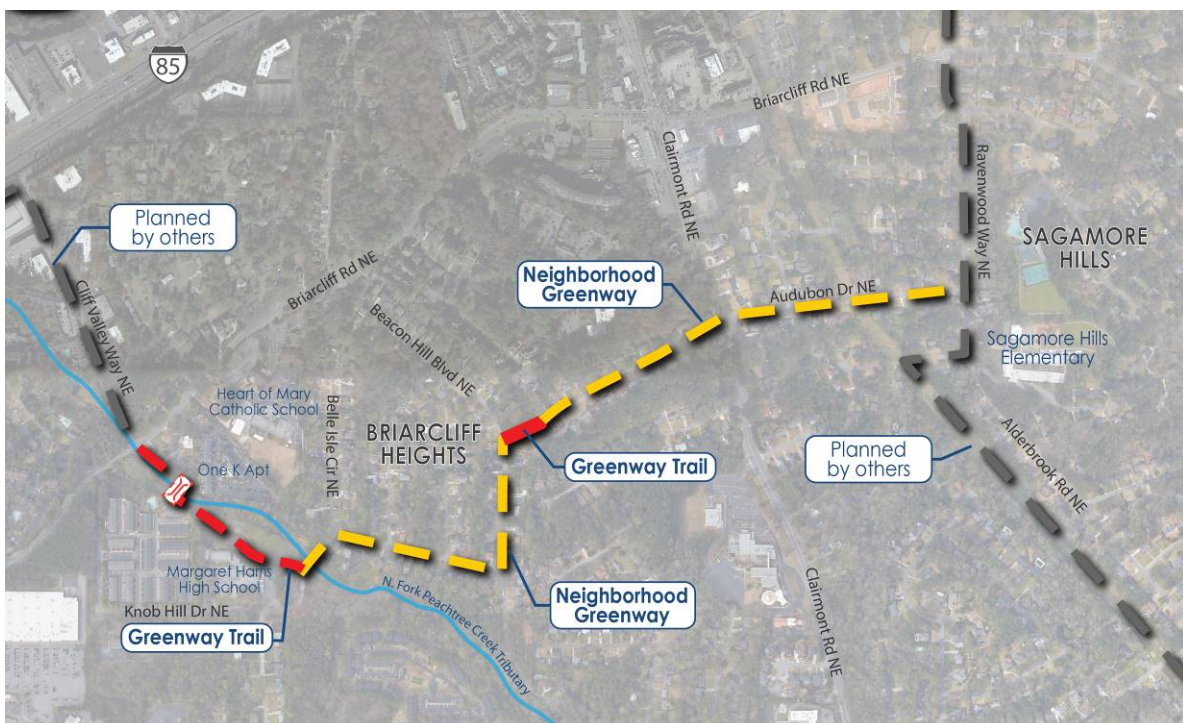 85
Briarcliff Rd NE
Clairmont Rd NE
Ravenwood Way NE
Planned
by others
SAGAMORE
HILLS
Briarcliff Rd NE
Neighborhood
Greenway
Audubon Dr NE
Cliff Valley Way NE
Beacon Hill Blvd NE
Sagamore Hills
Elementary
Heart of Mary
Catholic School
Belle Isle Cir NE
BRIARCLIFF
HEIGHTS
Greenway Trail
Planned
by others
Alderbrook Rd NE
One K Apt
Margaret Harris
High School
N. Fork Peachtree Creek Tributary
Neighborhood
Greenway
Clairmont Rd NE
Knob Hill Dr NE
Greenway Trail